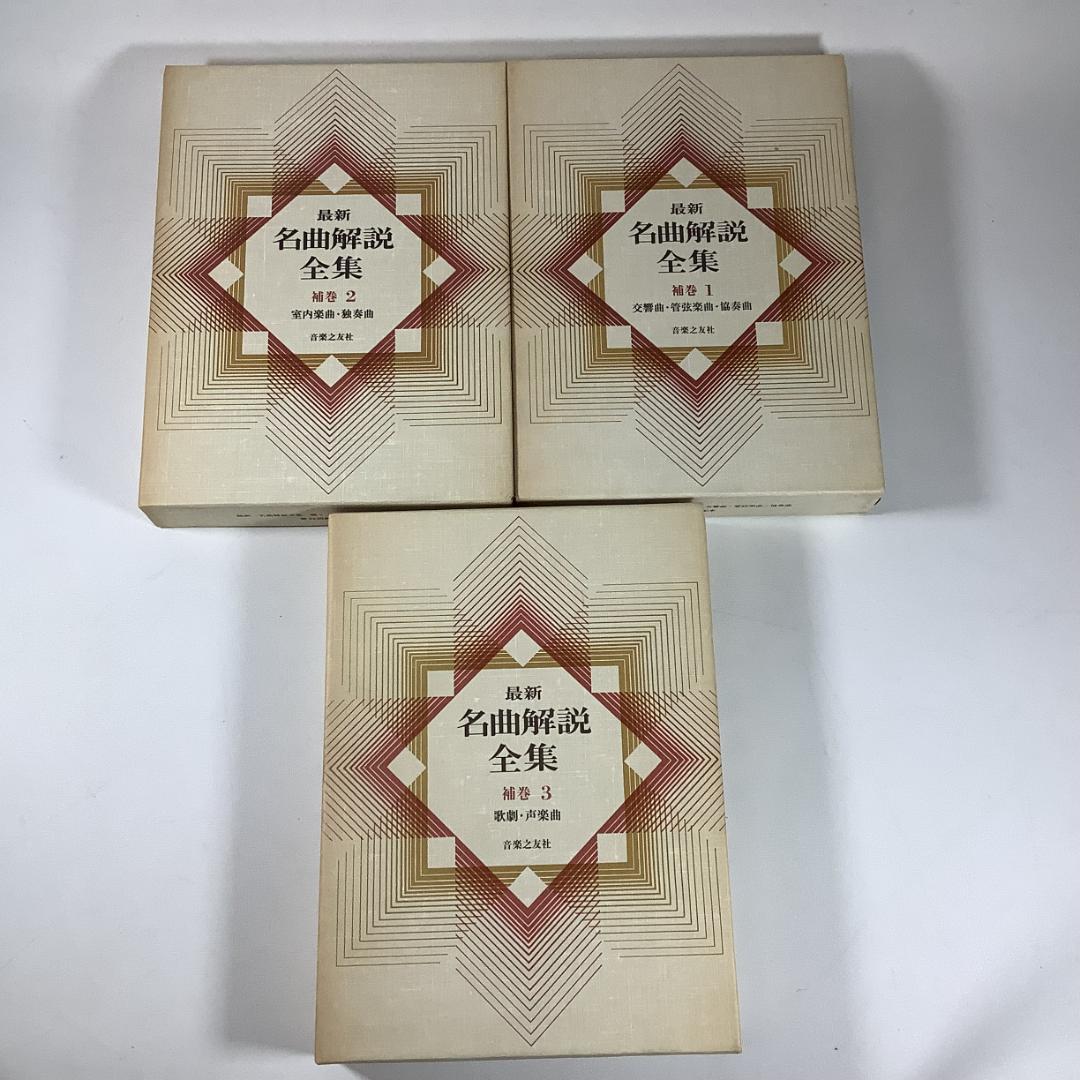 最新
名曲解説
全集
補巻 2
室内楽曲・独奏曲
音楽之友社
最新
名曲解説
全集
補巻 1
交響曲・管弦楽曲・協奏曲
音楽之友社
最新
名曲解説
全集
補巻 3
歌劇・声楽曲
音楽之友社